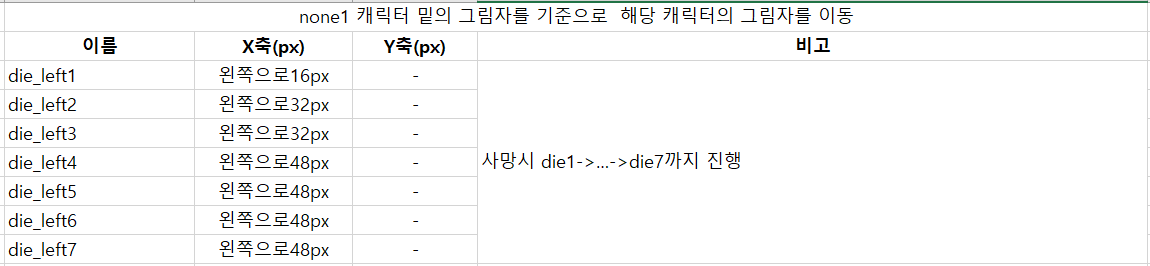 none1 캐릭터 밑의 그림자를 기준으로  해당 캐릭터의 그림자를 이동
이름 X축(px) Y축(px) 비고
die_left1 왼쪽으로16px -
die_left2 왼쪽으로32px -
die_left3 왼쪽으로32px -
die_left4 왼쪽으로48px - 사망시 die1->...->die7까지 진행
die_left5 왼쪽으로48px -
die_left6 왼쪽으로48px -
die_left7 왼쪽으로48px -